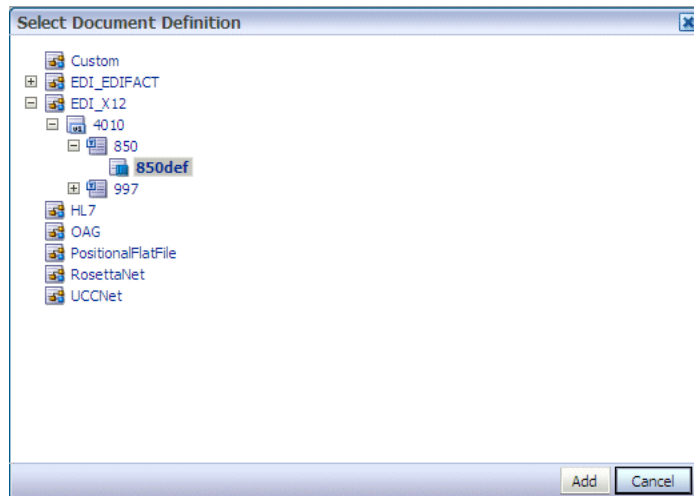 Select Document Definition
Custom
EDI_EDIFACT
EDI_X12
4010
850
850def
997
HL7
OAG
PositionalFlatFile
RosettaNet
UCCNet
Add Cancel